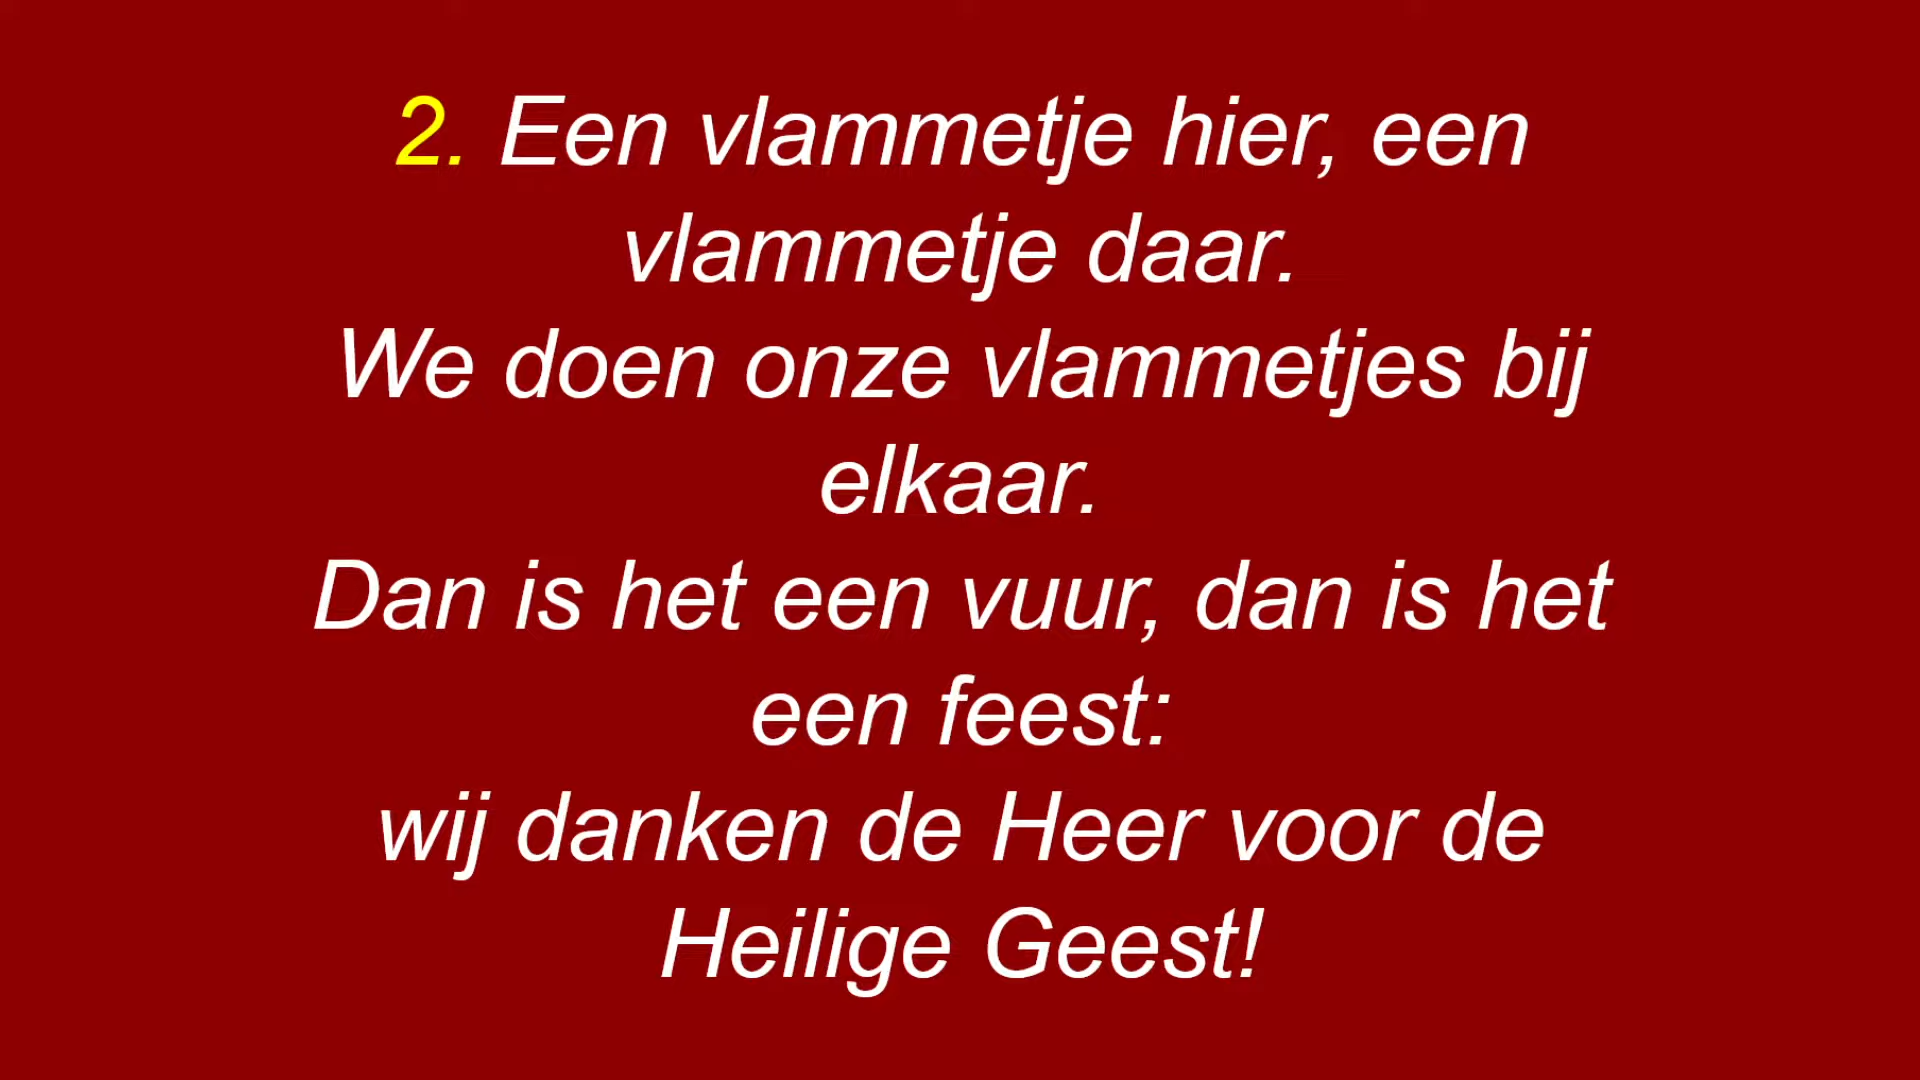 2. Een vlammetje hier, een
vlammetje daar.
We doen onze vlammetjes bij
elkaar.
Dan is het een vuur, dan is het
een feest:
wij danken de Heer voor de
Heilige Geest!